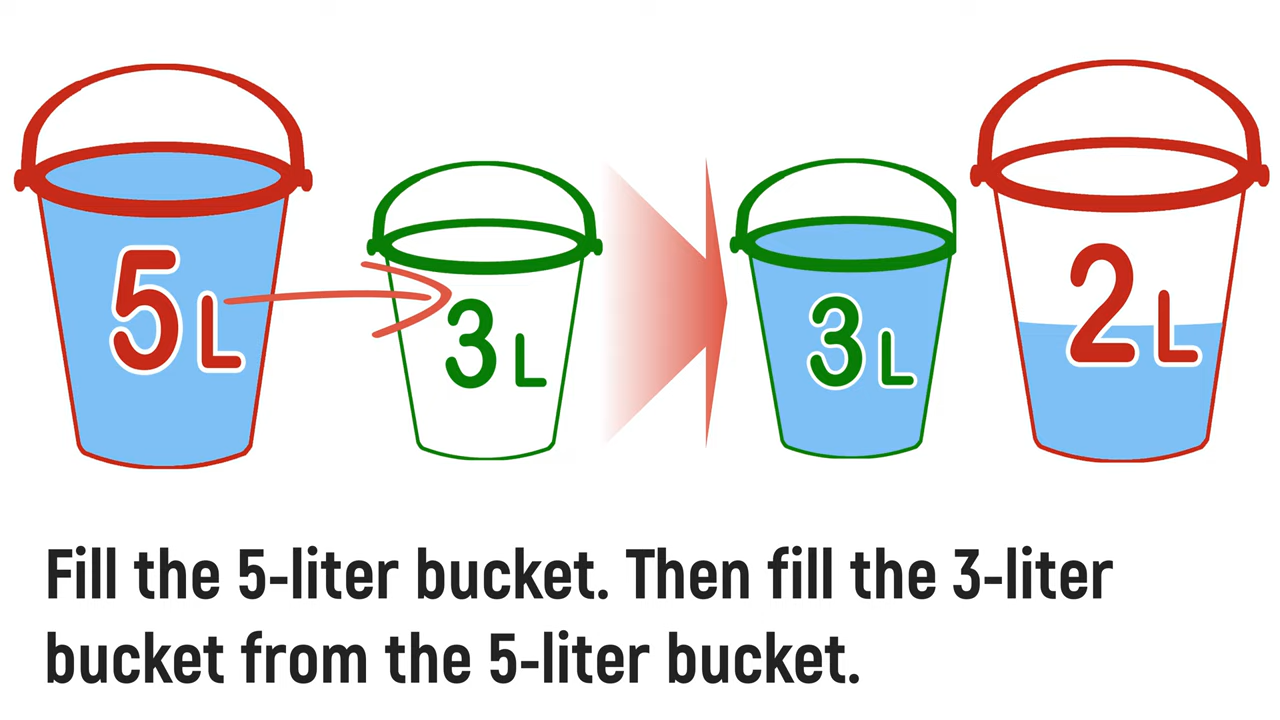 5L
3L
3L
2L
Fill the 5-liter bucket. Then fill the 3-liter
bucket from the 5-liter bucket.